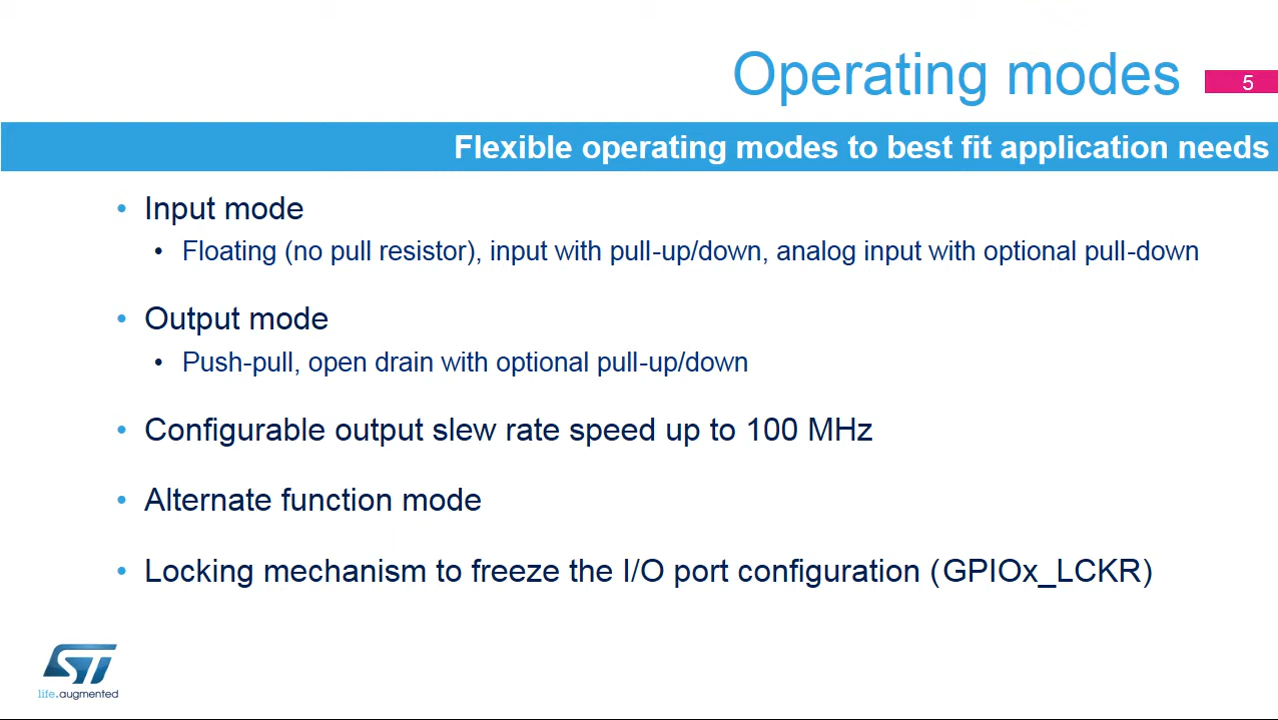 Operating modes
5
Flexible operating modes to best fit application needs
• Input mode
• Floating (no pull resistor), input with pull-up/down, analog input with optional pull-down
• Output mode
• Push-pull, open drain with optional pull-up/down
• Configurable output slew rate speed up to 100 MHz
• Alternate function mode
• Locking mechanism to freeze the I/O port configuration (GPIOx_LCKR)
ST
life.augmented